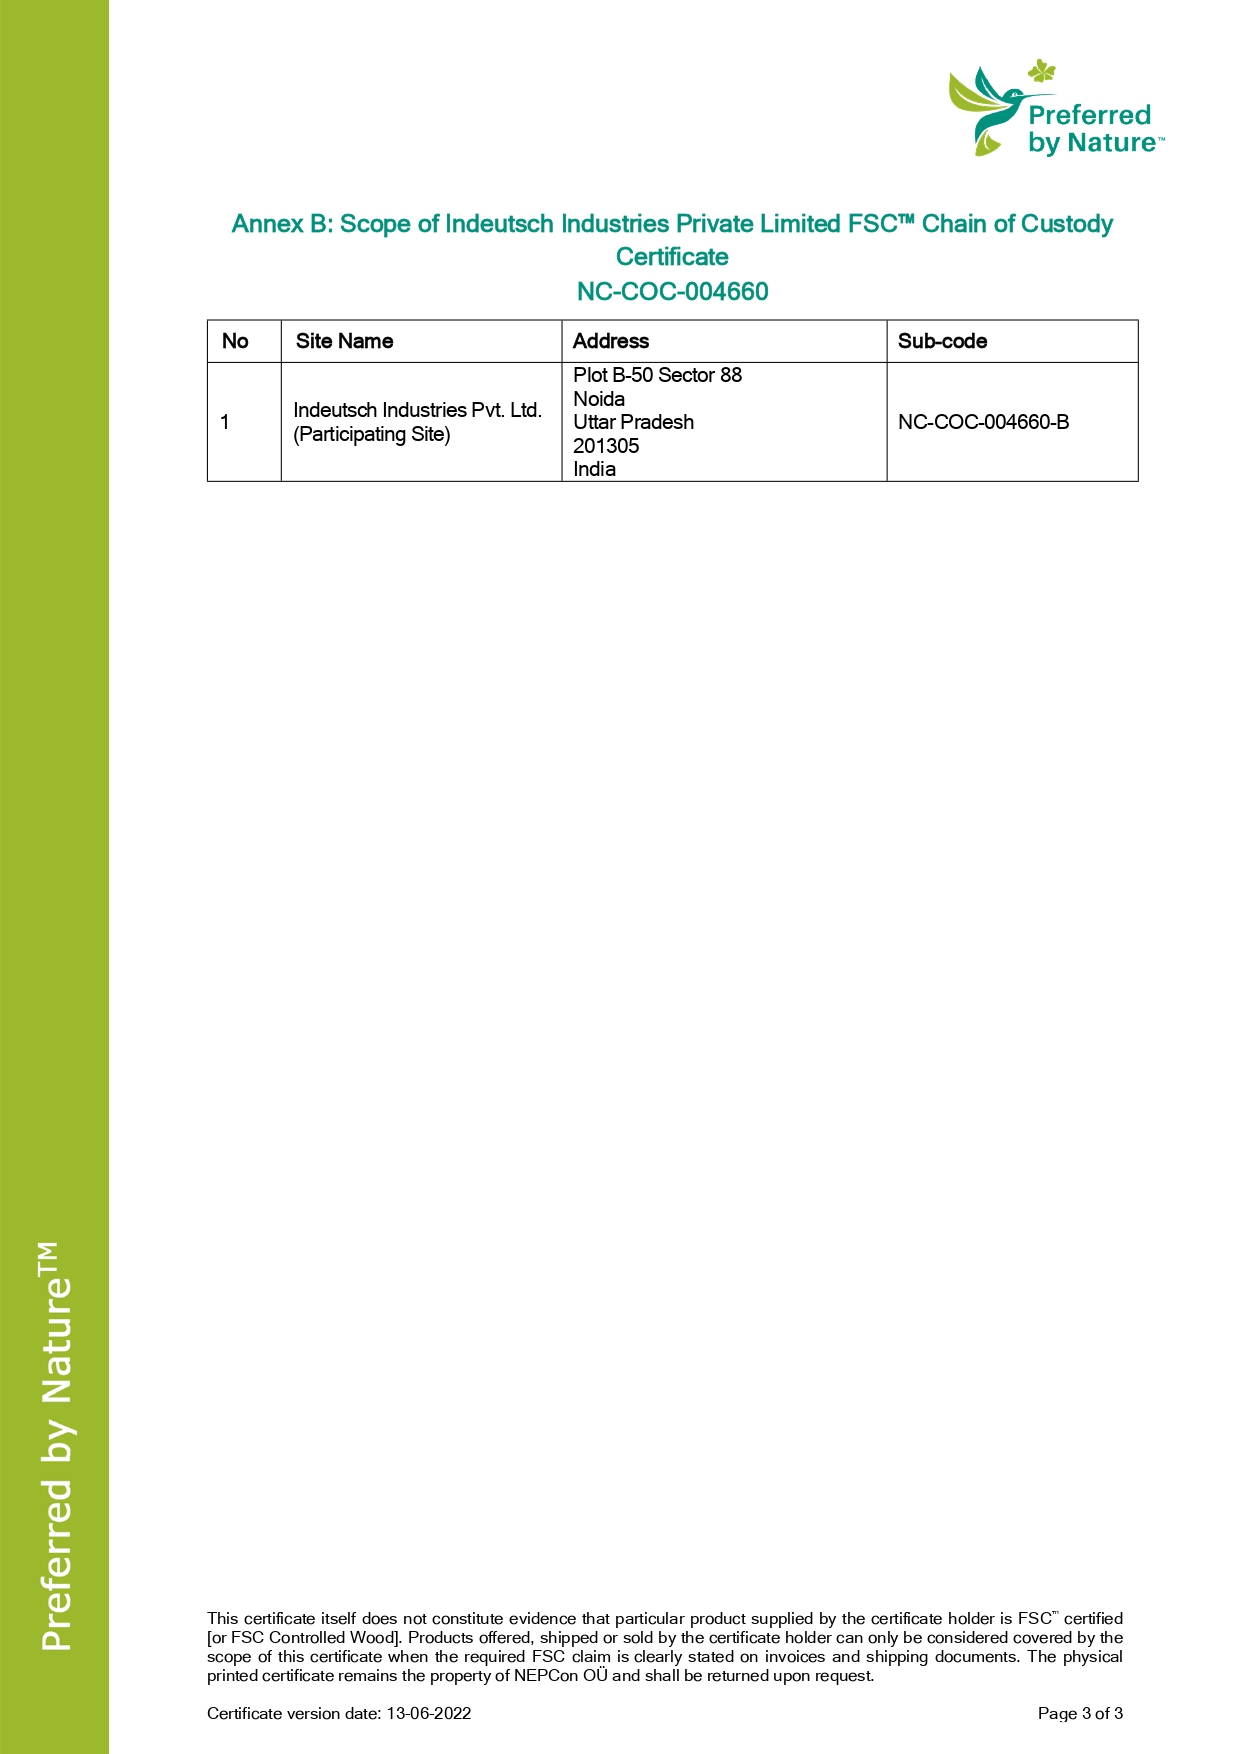 Preferred
by Nature™
Annex B: Scope of Indeutsch Industries Private Limited FSC™ Chain of Custody
Certificate
NC-COC-004660
No Site Name Address Sub-code
1
Indeutsch Industries Pvt. Ltd.
(Participating Site)
Plot B-50 Sector 88
Noida
Uttar Pradesh
201305
India
NC-COC-004660-B
Preferred by Nature™
This certificate itself does not constitute evidence that particular product supplied by the certificate holder is FSC™ certified
[or FSC Controlled Wood]. Products offered, shipped or sold by the certificate holder can only be considered covered by the
scope of this certificate when the required FSC claim is clearly stated on invoices and shipping documents. The physical
printed certificate remains the property of NEPCon OÜ and shall be returned upon request.
Certificate version date: 13-06-2022 Page 3 of 3